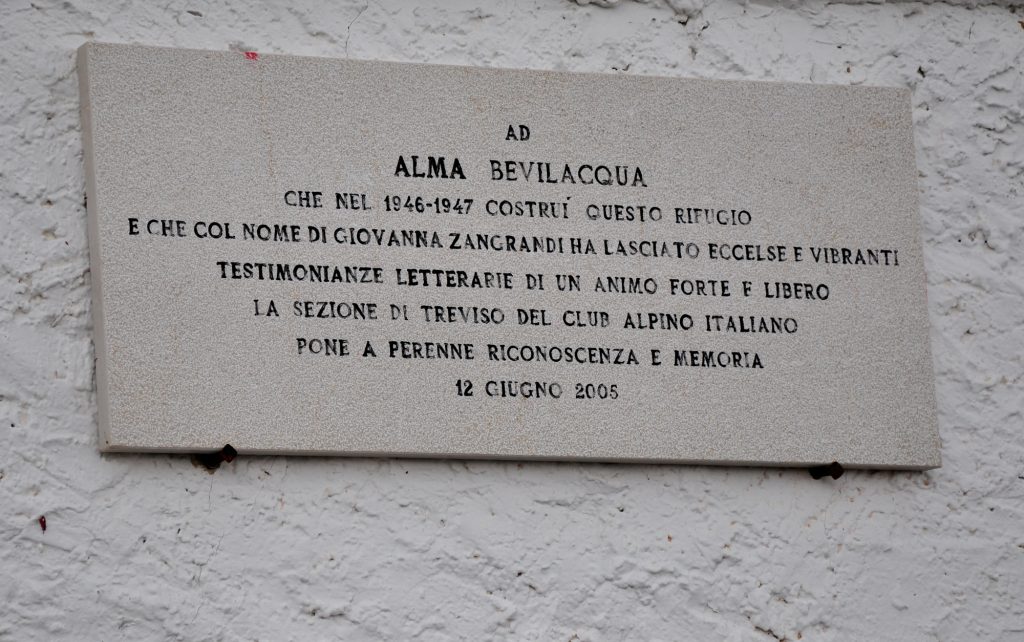 AD
ALMA BEVILACQUA
CHE NEL 1946-1947 COSTRUÍ QUESTO RIFUGIO
E CHE COL NOME DI GIOVANNA ZANGRANDI HA LASCIATO ECCELSE E VIBRANTI
TESTIMONIANZE LETTERARIE DI UN ANIMO FORTE E LIBERO
LA SEZIONE DI TREVISO DEL CLUB ALPINO ITALIANO
PONE A PERENNE RICONOSCENZA E MEMORIA
12 GIUGNO 2005